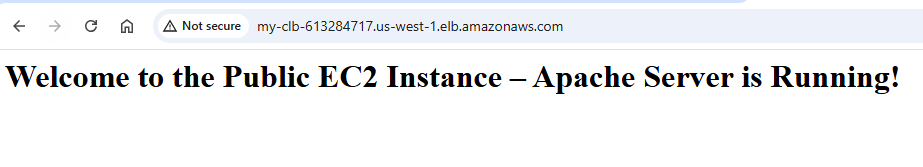 Not secure my-clb-613284717.us-west-1.elb.amazonaws.com
Welcome to the Public EC2 Instance – Apache Server is Running!